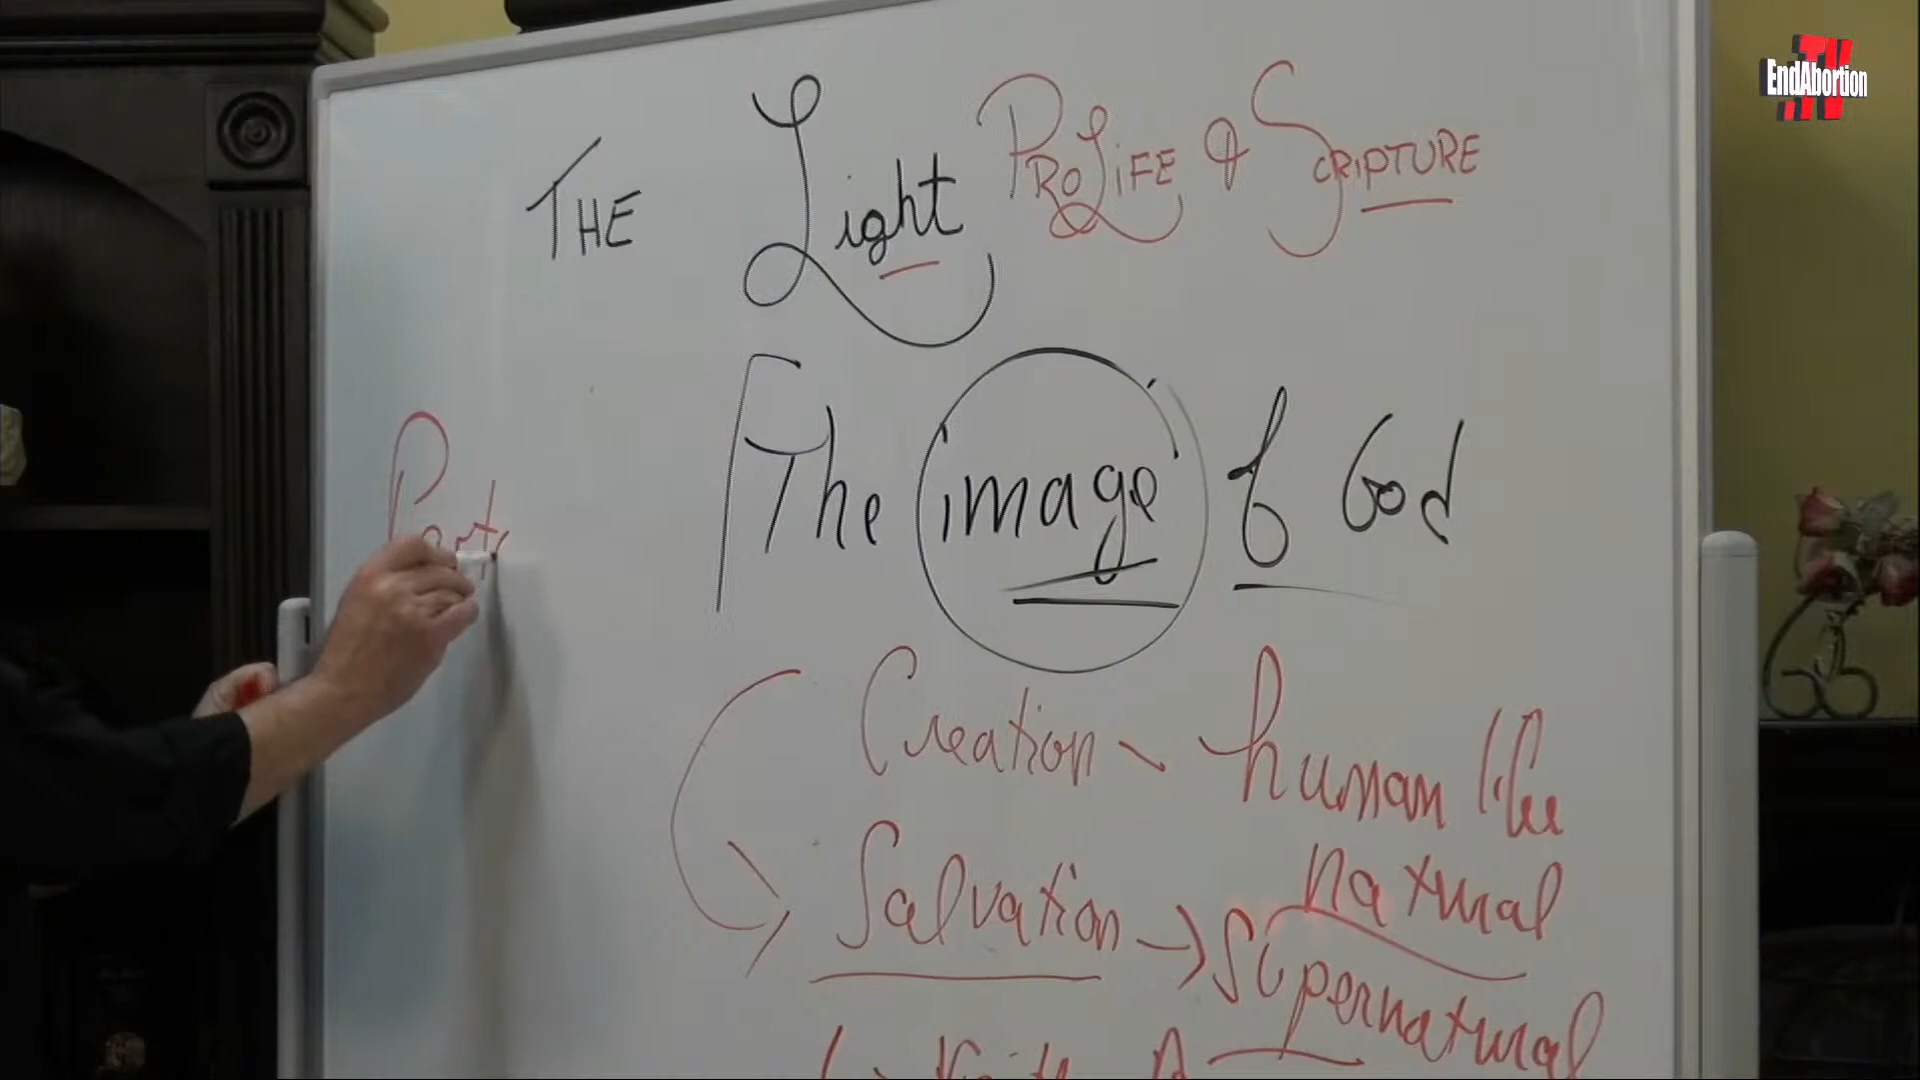 TV
EndAbortion
THE Light PROLIFE & SCRIPTURE
The image of God
Creation - human life
natural
Salvation → Supernatural